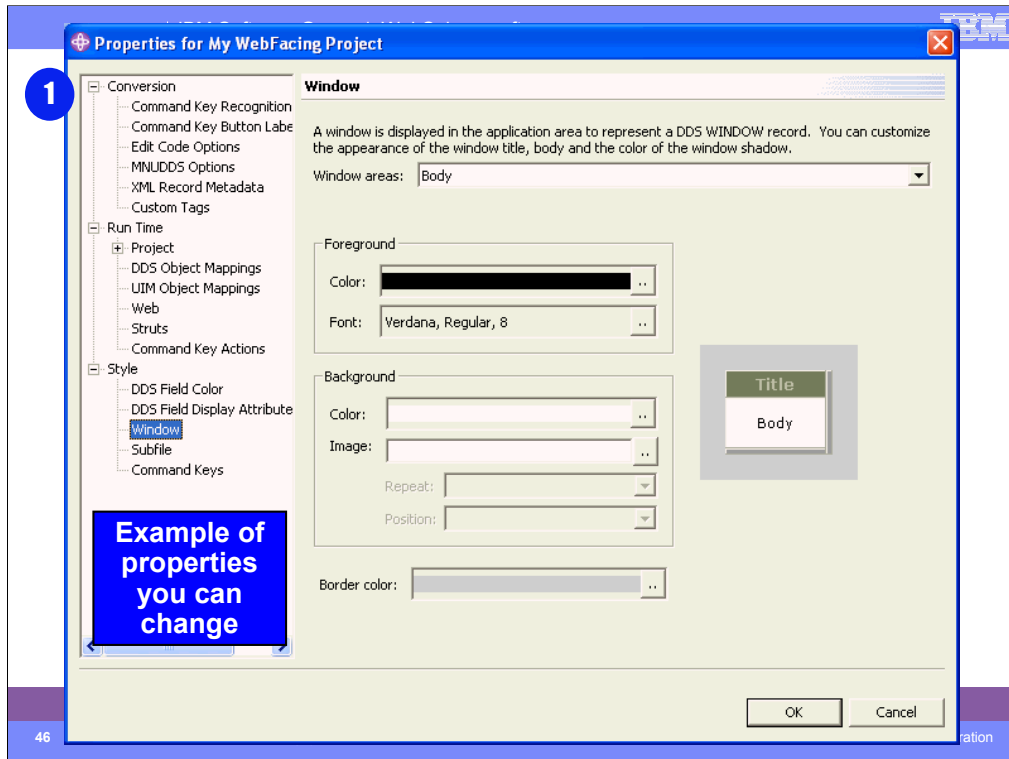 IBM
Properties for My WebFacing Project
1
Conversion
Command Key Recognition
Command Key Button Labe
Edit Code Options
MNUDDS Options
XML Record Metadata
Custom Tags
Run Time
Project
DDS Object Mappings
UIM Object Mappings
Web
Struts
Command Key Actions
Style
DDS Field Color
DDS Field Display Attribute
Window
Subfile
Command Keys
Example of
properties
you can
change
Window
A window is displayed in the application area to represent a DDS WINDOW record. You can customize
the appearance of the window title, body and the color of the window shadow.
Window areas: Body
Foreground
Color:
Font: Verdana, Regular, 8
Background
Color:
Image:
Repeat:
Position:
Border color:
Title
Body
OK Cancel
46
ration